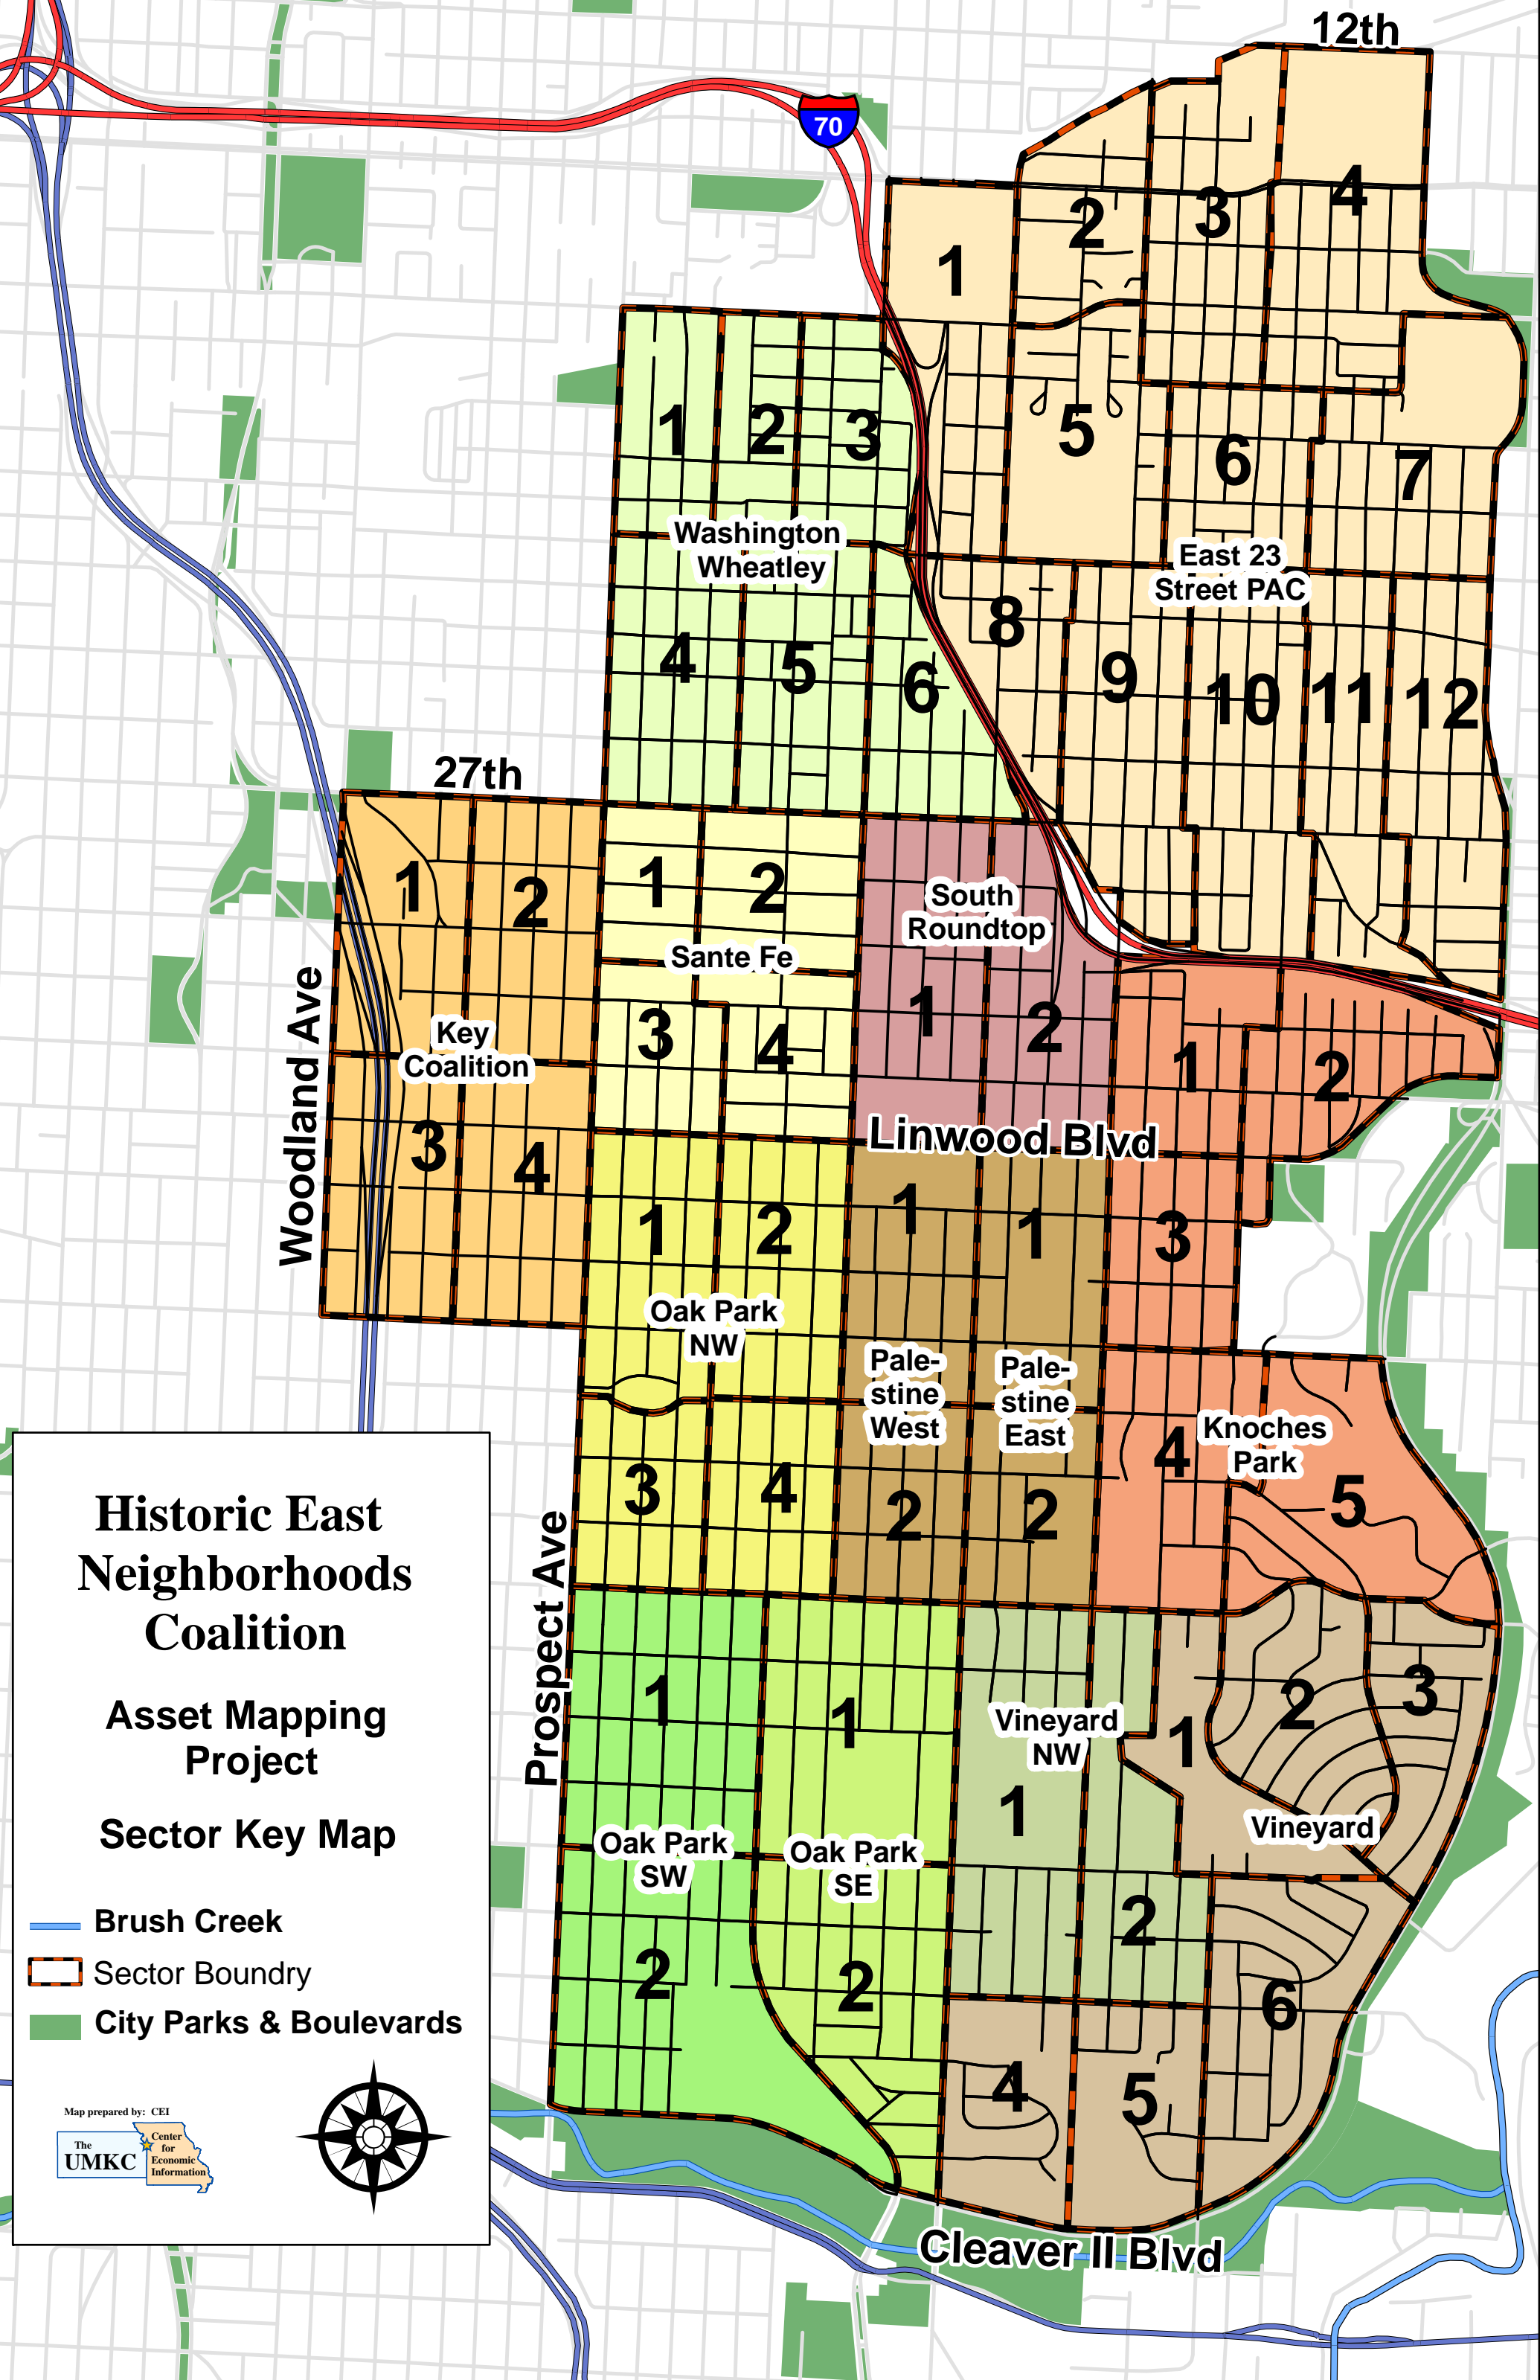 12th
70
1
2
3
4
5
6
7
East 23
Street PAC
8
9
10
11
12
1
2
3
Washington
Wheatley
4
5
6
27th
Woodland Ave
1
2
Key
Coalition
3
4
1
2
Sante Fe
3
4
South
Roundtop
1
2
Linwood Blvd
1
2
3
4
Knoches
Park
5
1
2
Oak Park
NW
3
4
1
Pale-
stine
West
2
1
Pale-
stine
East
2
Prospect Ave
1
Oak Park
SW
2
1
Oak Park
SE
2
Vineyard
NW
1
2
1
2
3
Vineyard
4
5
6
Cleaver II Blvd
Historic East
Neighborhoods
Coalition
Asset Mapping
Project
Sector Key Map
Brush Creek
Sector Boundry
City Parks & Boulevards
Map prepared by: CEI
The
UMKC
Center
for
Economic
Information